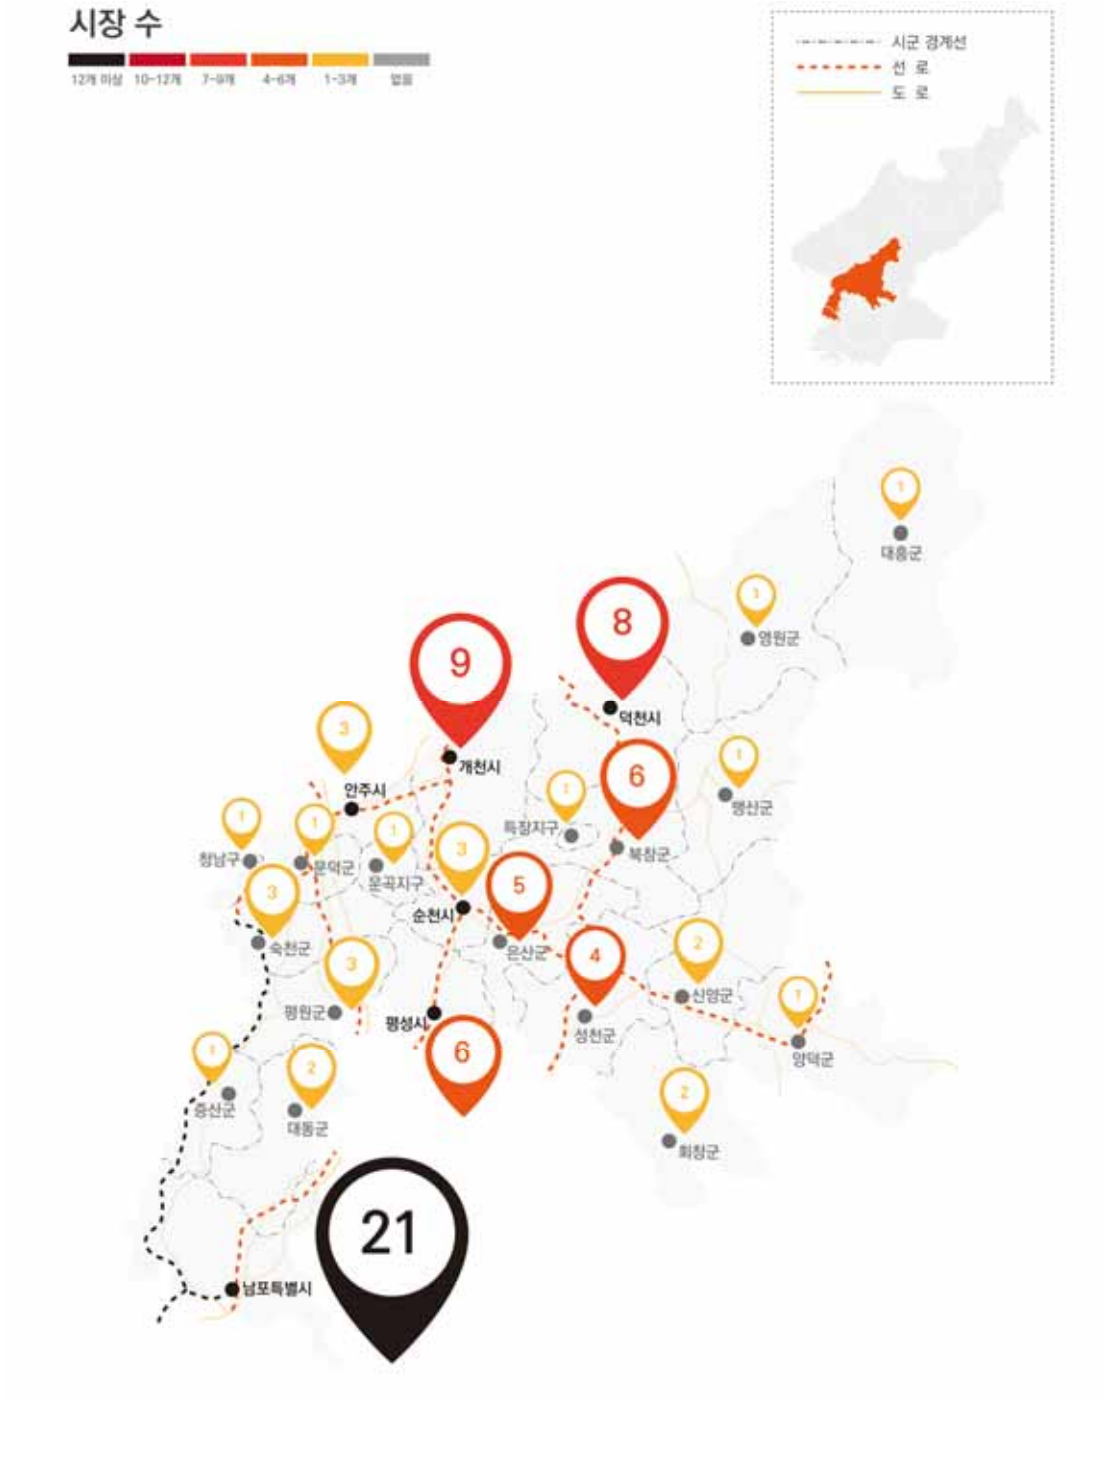 시장 수
12개 이상 10-12개 7-9개 4-6개 1-3개 없음
시군 경계선
선 로
도 로
1
대흥군
1
영원군
8
덕천시
9
개천시
3
안주시
6
북창군
1
맹산군
1
득장지구
1
청남구
1
문덕군
1
운곡지구
3
순천시
5
은산군
3
숙천군
3
평원군
4
성천군
2
신양군
1
양덕군
평성시
6
1
증산군
2
대동군
2
회창군
21
남포특별시